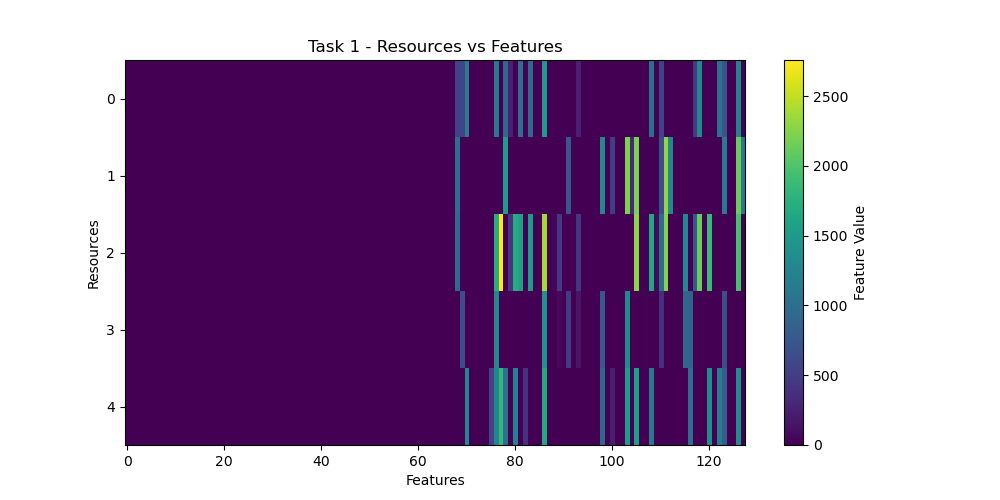 Task 1 - Resources vs Features
Resources
0
1
2
3
4
0 20 40 60 80 100 120
Features
2500
2000
1500
1000
500
0
Feature Value